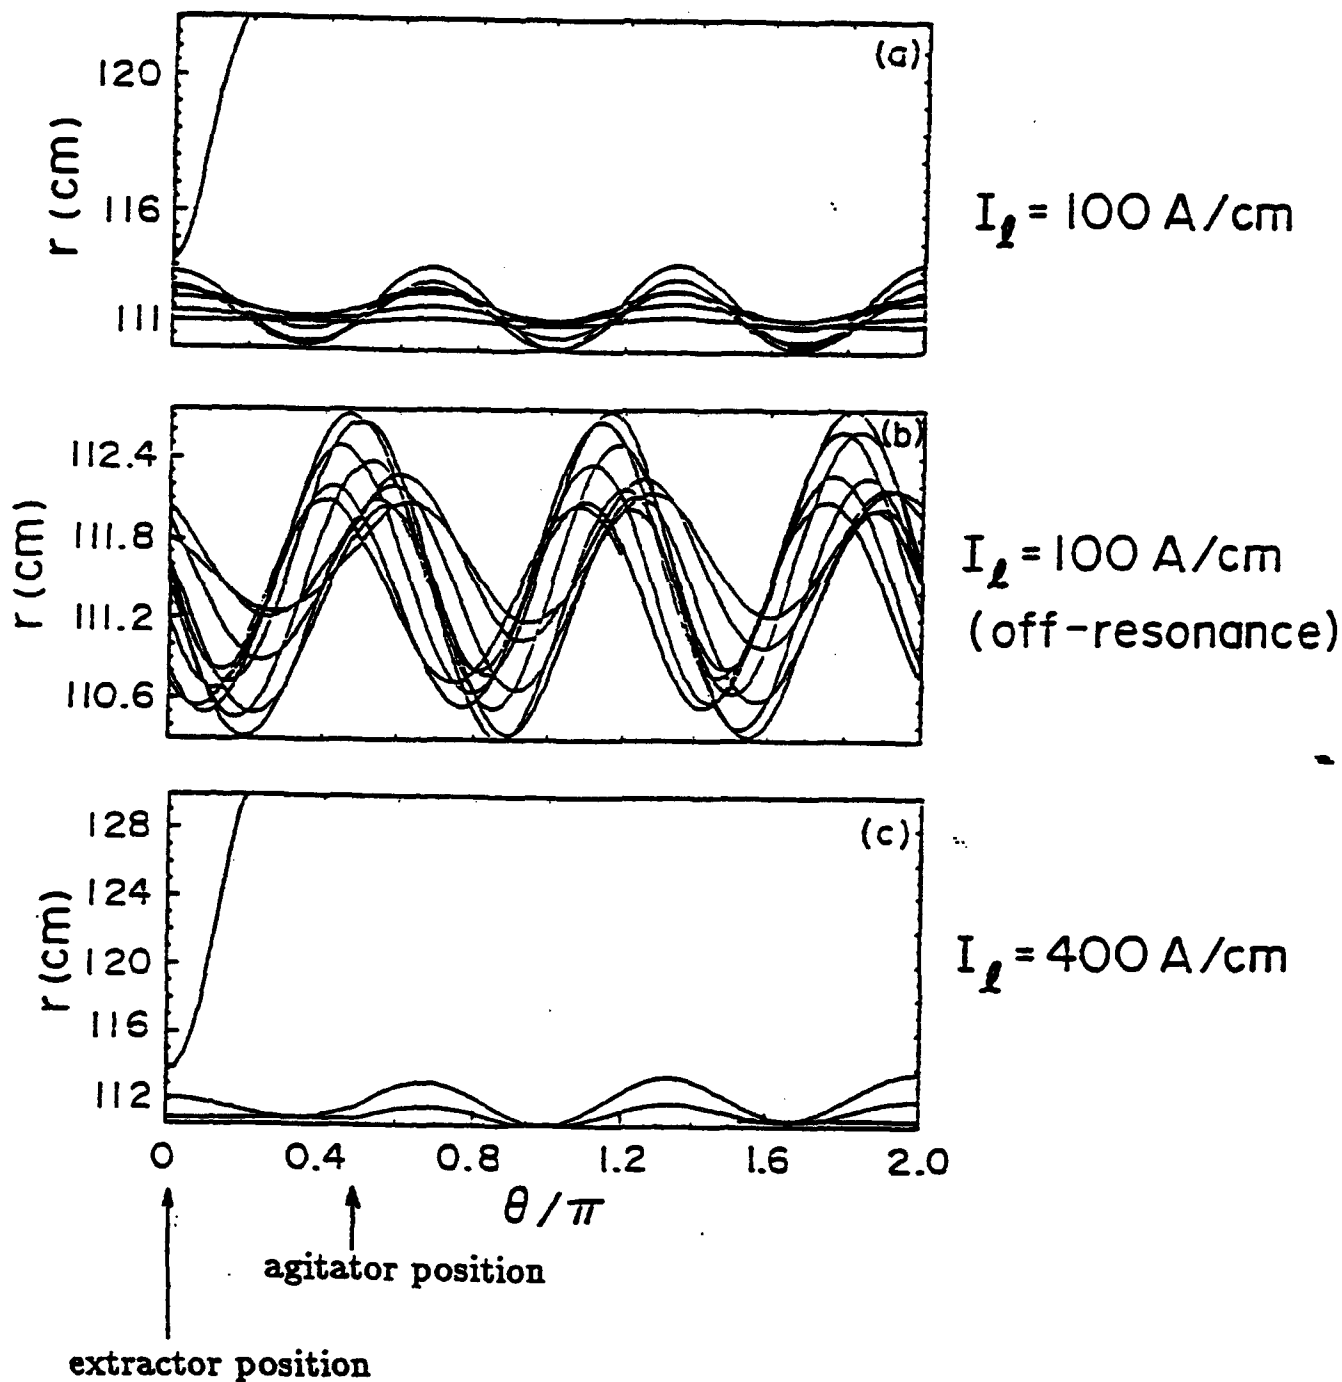 (a)
120
116
111
r (cm)
I_ℓ = 100 A/cm
(b)
112.4
111.8
111.2
110.6
r (cm)
I_ℓ = 100 A/cm
(off-resonance)
(c)
128
124
120
116
112
r (cm)
I_ℓ = 400 A/cm
0 0.4 0.8 1.2 1.6 2.0
θ/π
agitator position
extractor position